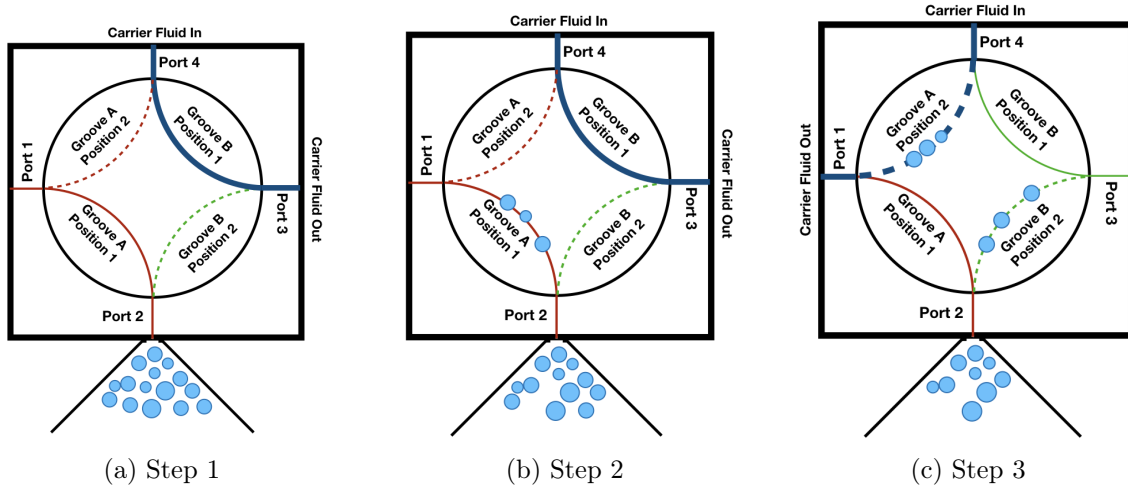 Carrier Fluid In
Port 4
Groove A
Position 2
Groove B
Position 1
Port 1
Port 3
Carrier Fluid Out
Groove A
Position 1
Groove B
Position 2
Port 2
(a) Step 1
Carrier Fluid In
Port 4
Groove A
Position 2
Groove B
Position 1
Port 1
Port 3
Carrier Fluid Out
Groove A
Position 1
Groove B
Position 2
Port 2
(b) Step 2
Carrier Fluid In
Port 4
Groove A
Position 2
Groove B
Position 1
Carrier Fluid Out
Port 1
Port 3
Groove A
Position 1
Groove B
Position 2
Port 2
(c) Step 3